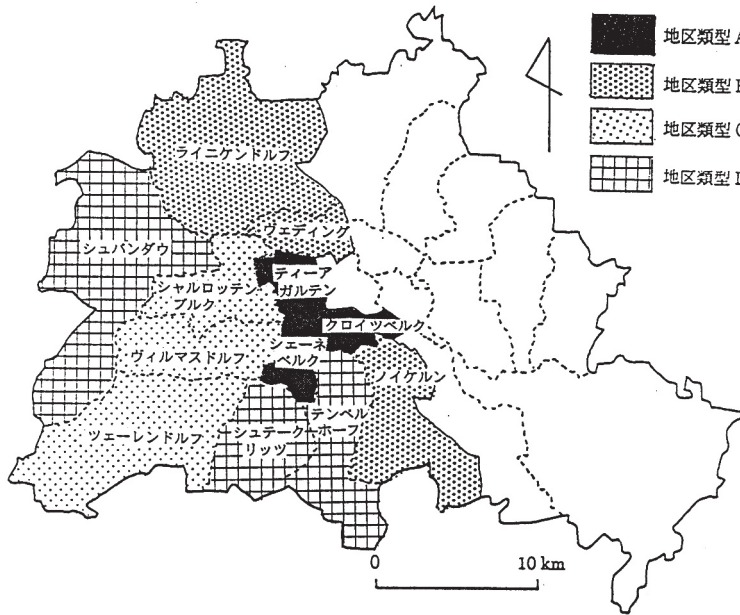 地区類型 A
地区類型
地区類型
地区類型
ライニケンドルフ
ヴェディング
シュパンダウ
ティーア
ガルテン
シャルロッテン
ブルク
クロイツベルク
シェーネ
ベルク
ヴィルマスドルフ
ノイケルン
テンペル
ホーフ
ツェーレンドルフ
シュテーク
リッツ
0
10 km